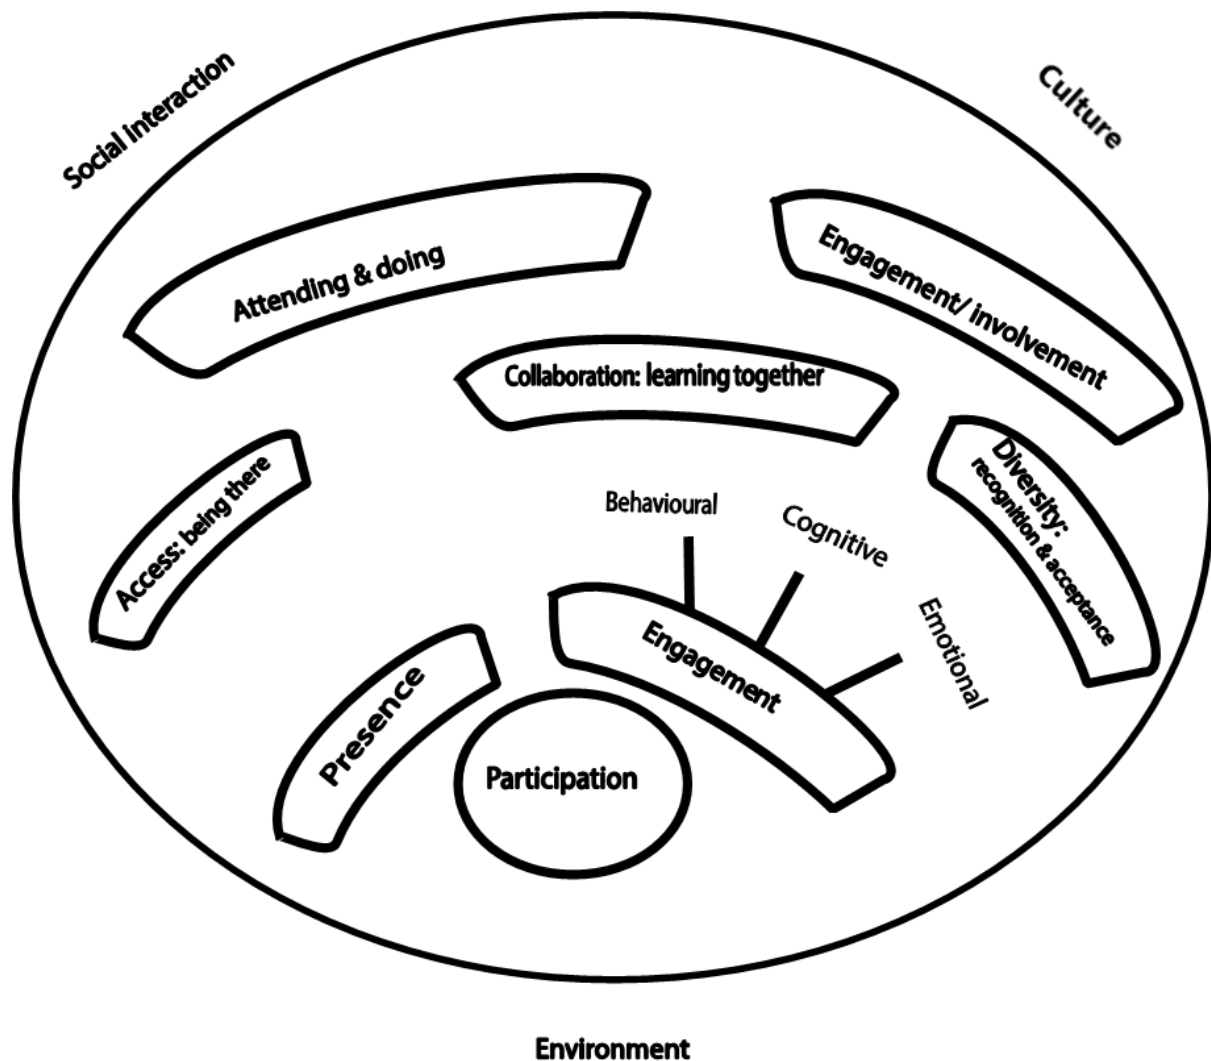 Social interaction
Culture
Attending & doing
Engagement/ involvement
Collaboration: learning together
Access: being there
Diversity:
recognition & acceptance
Behavioural
Cognitive
Emotional
Engagement
Presence
Participation
Environment